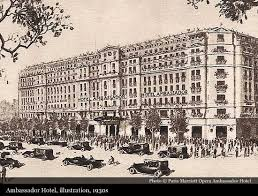 Photo © Paris Marriott Opera Ambassador Hotel
Ambassador Hotel, illustration, 1930s